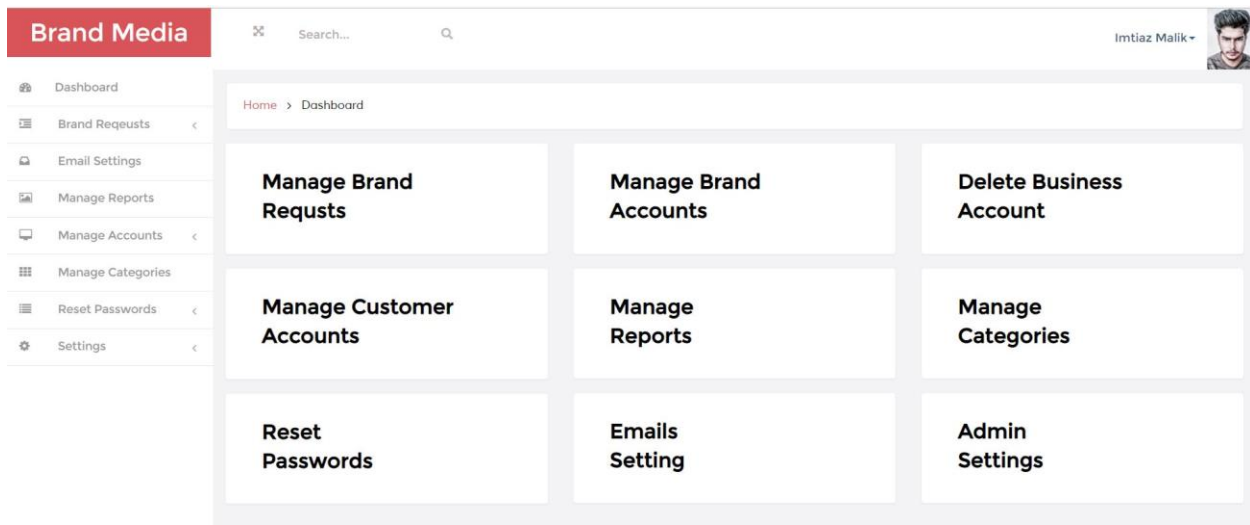 Brand Media
Search...
Imtiaz Malik
Dashboard
Brand Reqeusts
Email Settings
Manage Reports
Manage Accounts
Manage Categories
Reset Passwords
Settings
Home > Dashboard
Manage Brand
Requsts
Manage Brand
Accounts
Delete Business
Account
Manage Customer
Accounts
Manage
Reports
Manage
Categories
Reset
Passwords
Emails
Setting
Admin
Settings